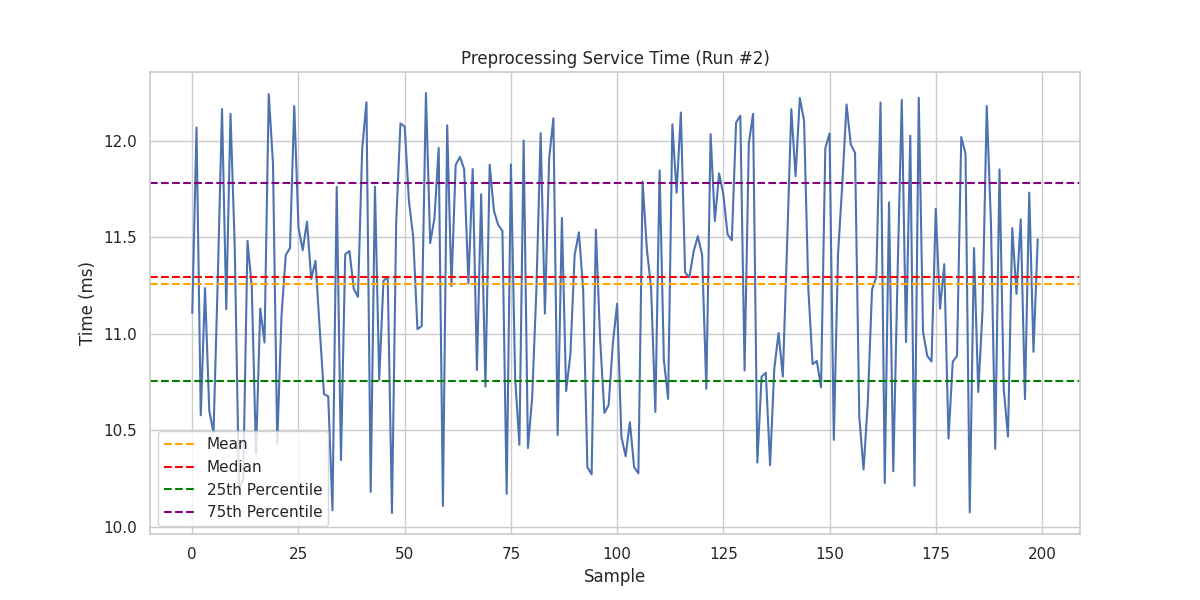 Preprocessing Service Time (Run #2)
Time (ms)
12.0
11.5
11.0
10.5
10.0
Mean
Median
25th Percentile
75th Percentile
0 25 50 75 100 125 150 175 200
Sample